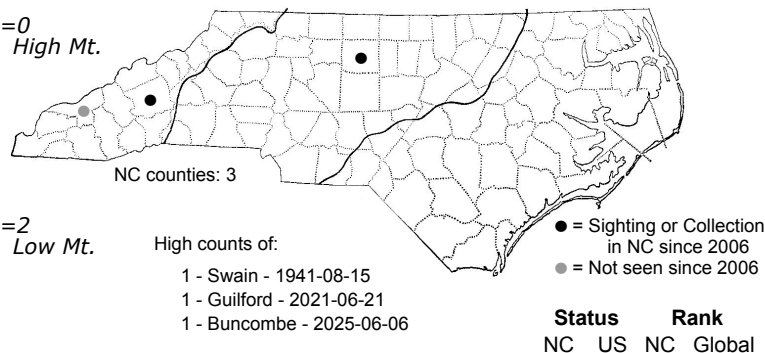 =0
High Mt.
NC counties: 3
=2
Low Mt.
High counts of:
1 - Swain - 1941-08-15
1 - Guilford - 2021-06-21
1 - Buncombe - 2025-06-06
● = Sighting or Collection
in NC since 2006
● = Not seen since 2006
Status Rank
NC US NC Global